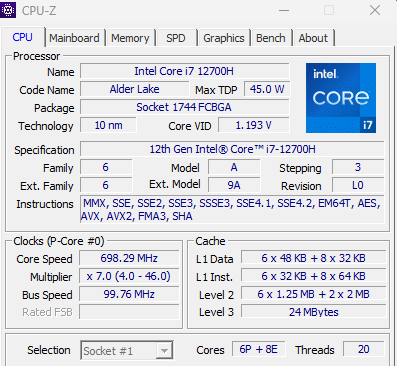 CPU-Z
CPU Mainboard Memory SPD Graphics Bench About
Processor
Name Intel Core i7 12700H
Code Name Alder Lake Max TDP 45.0 W
Package Socket 1744 FCBGA
Technology 10 nm Core VID 1.193 V
intel
CORE
i7
Specification 12th Gen Intel® Core™ i7-12700H
Family 6 Model A Stepping 3
Ext. Family 6 Ext. Model 9A Revision L0
Instructions MMX, SSE, SSE2, SSE3, SSSE3, SSE4.1, SSE4.2, EM64T, AES,
AVX, AVX2, FMA3, SHA
Clocks (P-Core #0)
Core Speed 698.29 MHz
Multiplier x 7.0 (4.0 - 46.0)
Bus Speed 99.76 MHz
Rated FSB
Cache
L1 Data 6 x 48 KB + 8 x 32 KB
L1 Inst. 6 x 32 KB + 8 x 64 KB
Level 2 6 x 1.25 MB + 2 x 2 MB
Level 3 24 MBytes
Selection Socket #1 Cores 6P + 8E Threads 20